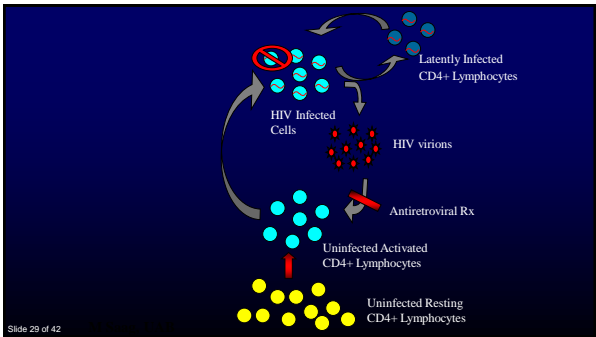 Latently Infected
CD4+ Lymphocytes
HIV Infected
Cells
HIV virions
Antiretroviral Rx
Uninfected Activated
CD4+ Lymphocytes
Uninfected Resting
CD4+ Lymphocytes
Slide 29 of 42